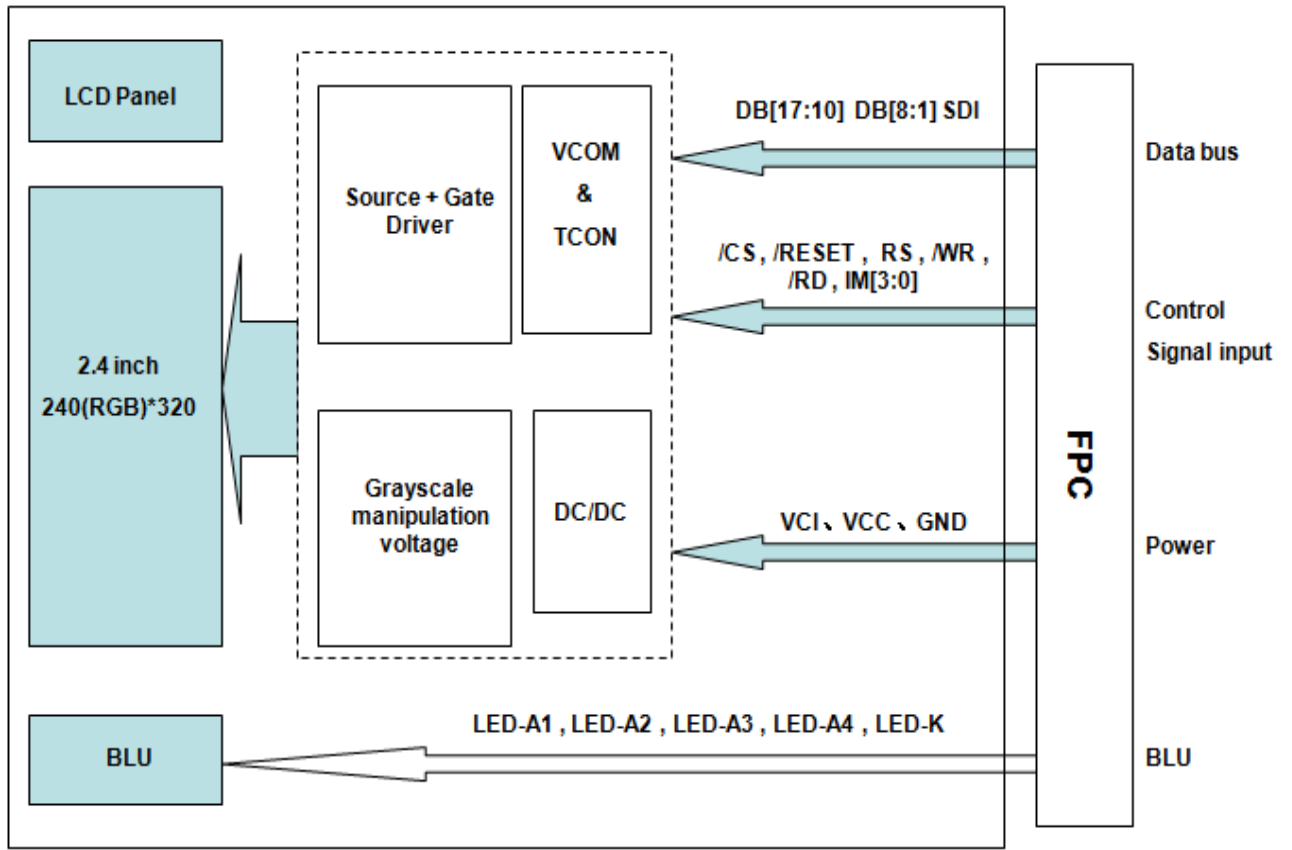 LCD Panel
2.4 inch
240(RGB)*320
BLU
Source + Gate
Driver
VCOM
&
TCON
Grayscale
manipulation
voltage
DC/DC
DB[17:10] DB[8:1] SDI
/CS , /RESET , RS , /WR ,
/RD , IM[3:0]
VCI、VCC、GND
LED-A1 , LED-A2 , LED-A3 , LED-A4 , LED-K
FPC
Data bus
Control
Signal input
Power
BLU